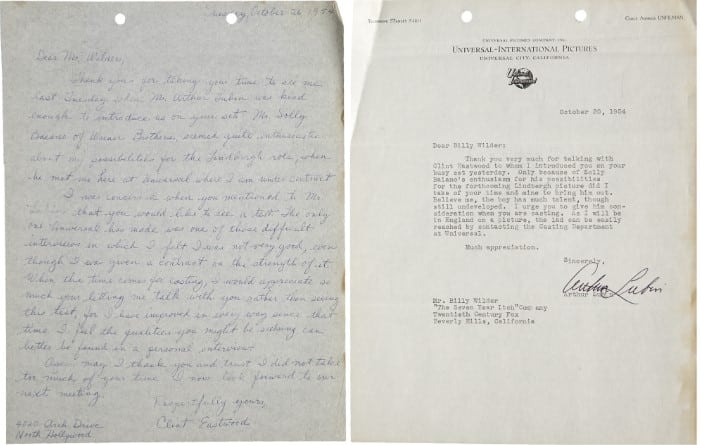 October 26 1954
Dear Mr. Wilder,
Thank you for taking your time to see me
last Tuesday when Mr. Arthur Lubin was kind
enough to introduce us on your set. Mr. Solly
Baiano of Warner Brothers, seemed quite enthusiastic
about my possibilities for the Lindbergh role, when
he met me here at Universal where I am under contract
I was concerned when you mentioned to Mr.
that you would like to see a test. The only
one Universal has made was one of those difficult
interviews in which I felt I was not very good, even
though I was given a contract on the strength of it.
When the time comes for casting, I would appreciate so
much your letting me talk with you rather than seeing
this test, for I have improved in every way since that
time. I feel the qualities you might be seeking can
better be found in a personal interview.
Again may I thank you and trust I did not take
too much of your time. I now look forward to our
next meeting.
Respectfully yours,
Clint Eastwood
4040 Arch Drive
North Hollywood
UNIVERSAL PICTURES COMPANY, INC.
UNIVERSAL-INTERNATIONAL PICTURES
UNIVERSAL CITY, CALIFORNIA
October 20, 1954
Dear Billy Wilder:
Thank you very much for talking with
Clint Eastwood to whom I introduced you on your
busy set yesterday. Only because of Solly
Baiano's enthusiasm for his possibilities
for the forthcoming Lindbergh picture did I
take of your time and mine to bring him out.
Believe me, the boy has much talent, though
still undeveloped. I urge you to give him con-
sideration when you are casting. As I will be
in England on a picture, the lad can be easily
reached by contacting the Casting Department
at Universal.
Much appreciation.
Sincerely,
Arthur Lubin
Arthur Lubin
Mr. Billy Wilder
"The Seven Year Itch" Company
Twentieth Century Fox
Beverly Hills, California